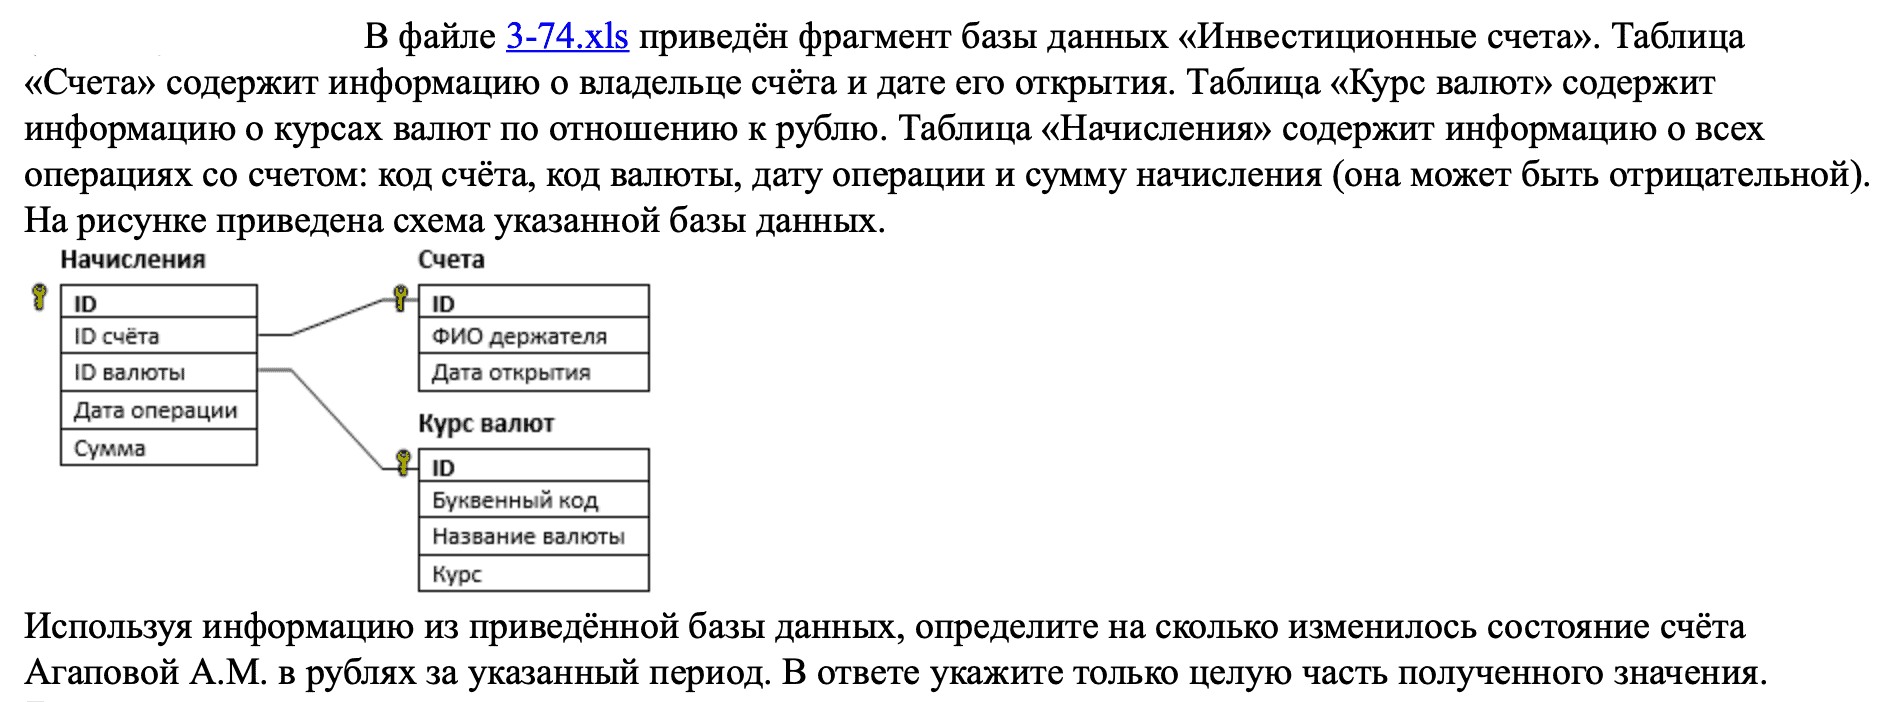 В файле 3-74.xls приведён фрагмент базы данных «Инвестиционные счета». Таблица
«Счета» содержит информацию о владельце счёта и дате его открытия. Таблица «Курс валют» содержит
информацию о курсах валют по отношению к рублю. Таблица «Начисления» содержит информацию о всех
операциях со счетом: код счёта, код валюты, дату операции и сумму начисления (она может быть отрицательной).
На рисунке приведена схема указанной базы данных.
Начисления
ID
ID счёта
ID валюты
Дата операции
Сумма
Счета
ID
ФИО держателя
Дата открытия
Курс валют
ID
Буквенный код
Название валюты
Курс
Используя информацию из приведённой базы данных, определите на сколько изменилось состояние счёта
Агаповой А.М. в рублях за указанный период. В ответе укажите только целую часть полученного значения.